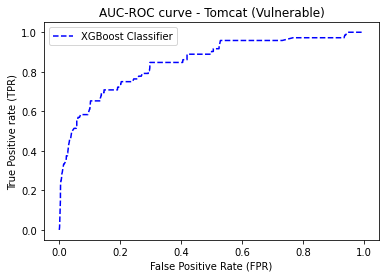 AUC-ROC curve - Tomcat (Vulnerable)
XGBoost Classifier
True Positive rate (TPR)
1.0
0.8
0.6
0.4
0.2
0.0
0.0 0.2 0.4 0.6 0.8 1.0
False Positive Rate (FPR)